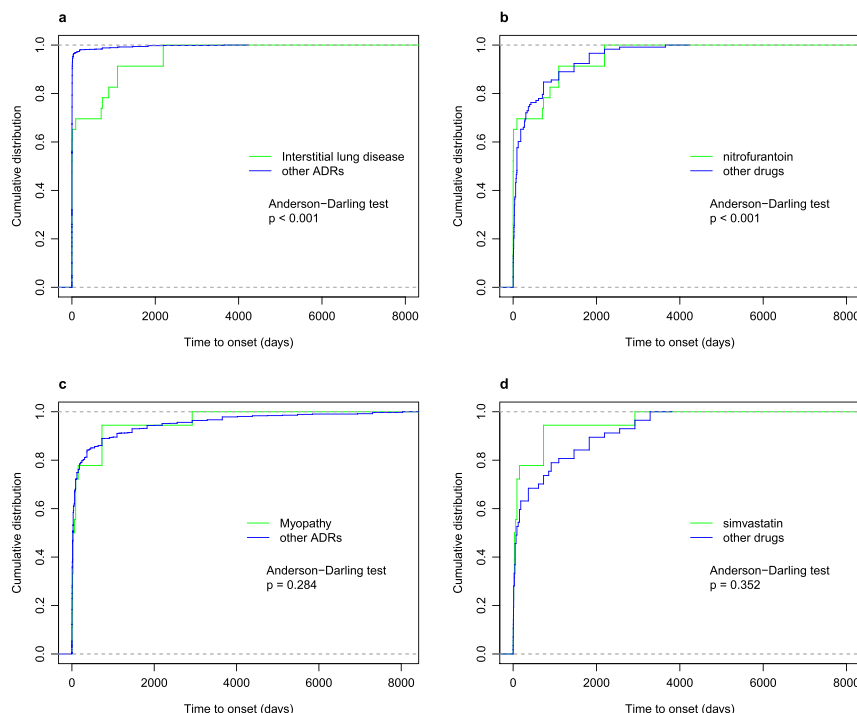 a
Cumulative distribution
1.0
0.8
0.6
0.4
0.2
0.0
Interstitial lung disease
other ADRs
Anderson−Darling test
p < 0.001
0 2000 4000 6000 8000
Time to onset (days)
b
Cumulative distribution
1.0
0.8
0.6
0.4
0.2
0.0
nitrofurantoin
other drugs
Anderson−Darling test
p < 0.001
0 2000 4000 6000 8000
Time to onset (days)
c
Cumulative distribution
1.0
0.8
0.6
0.4
0.2
0.0
Myopathy
other ADRs
Anderson−Darling test
p = 0.284
0 2000 4000 6000 8000
Time to onset (days)
d
Cumulative distribution
1.0
0.8
0.6
0.4
0.2
0.0
simvastatin
other drugs
Anderson−Darling test
p = 0.352
0 2000 4000 6000 8000
Time to onset (days)